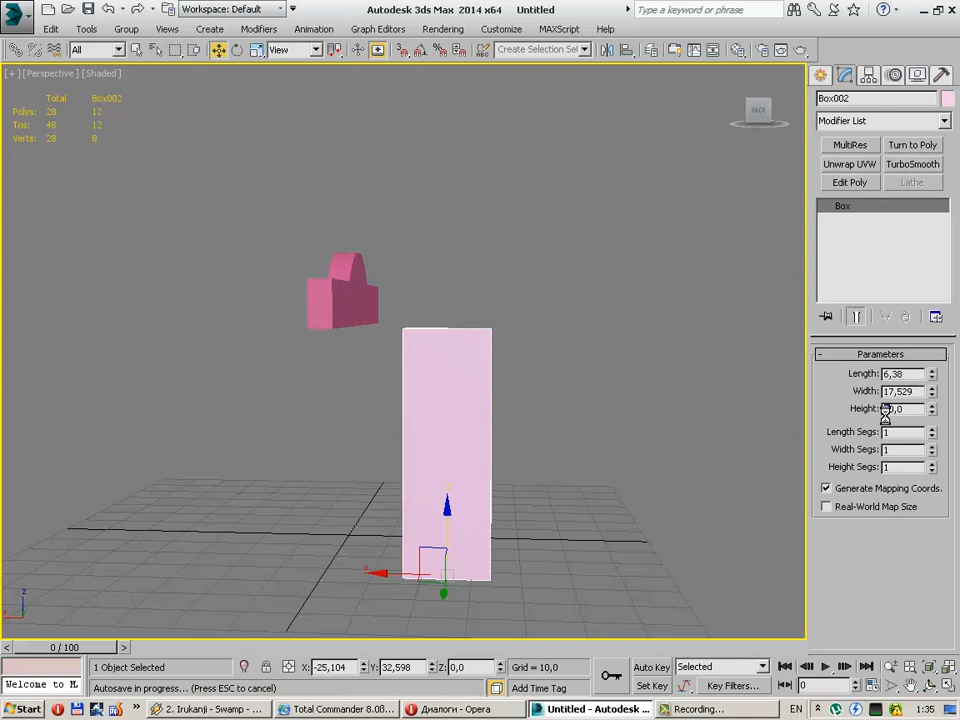 Workspace: Default
Autodesk 3ds Max 2014 x64    Untitled
Type a keyword or phrase
Edit Tools Group Views Create Modifiers Animation Graph Editors Rendering Customize MAXScript Help
All View Create Selection Se
[+] [Perspective] [Shaded]
Total Box002
Polys: 28 12
Tris: 48 12
Verts: 28 8
BACK
Box002
Modifier List
MultiRes Turn to Poly
Unwrap UVW TurboSmooth
Edit Poly Lathe
Box
- Parameters
Length: 6,38
Width: 17,529
Height:
Length Segs: 1
Width Segs: 1
Height Segs: 1
Generate Mapping Coords.
Real-World Map Size
x
z
x
0 / 100
1 Object Selected X: -25,104 Y: 32,598 Z: 0,0 Grid = 10,0 Auto Key Selected
Welcome to M. Autosave in progress... (Press ESC to cancel) Add Time Tag Set Key Key Filters... 0
Start 2. Irukanji - Swamp - ... Total Commander 8.0... Диалоги - Opera Untitled - Autodesk ... Recording... EN 1:35